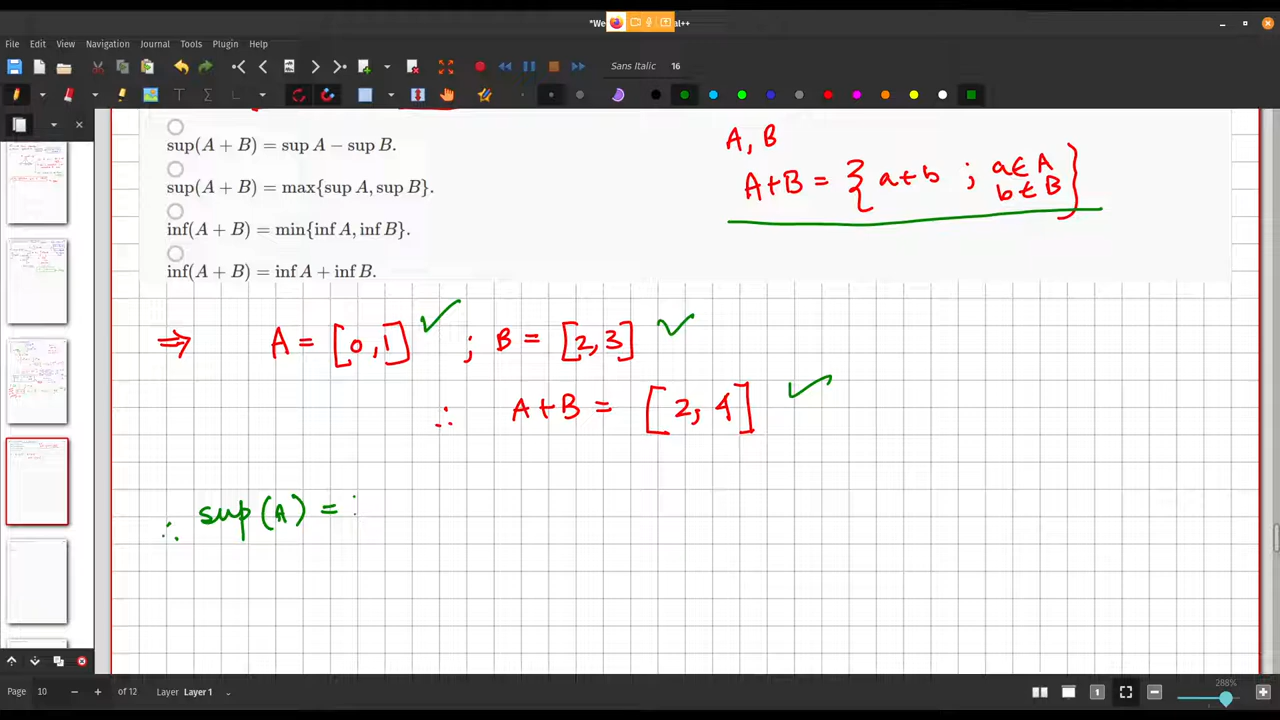 *We al++
File Edit View Navigation Journal Tools Plugin Help
Sans Italic 16
sup(A + B) = sup A − sup B.
sup(A + B) = max{sup A, sup B}.
inf(A + B) = min{inf A, inf B}.
inf(A + B) = inf A + inf B.
A, B
A+B = { a+b ; a∈A b∈B }
⇒ A = [0,1] ; B = [2,3]
∴ A+B = [2, 4]
∴ sup(A) =
Page 10 of 12 Layer Layer 1
1
288%